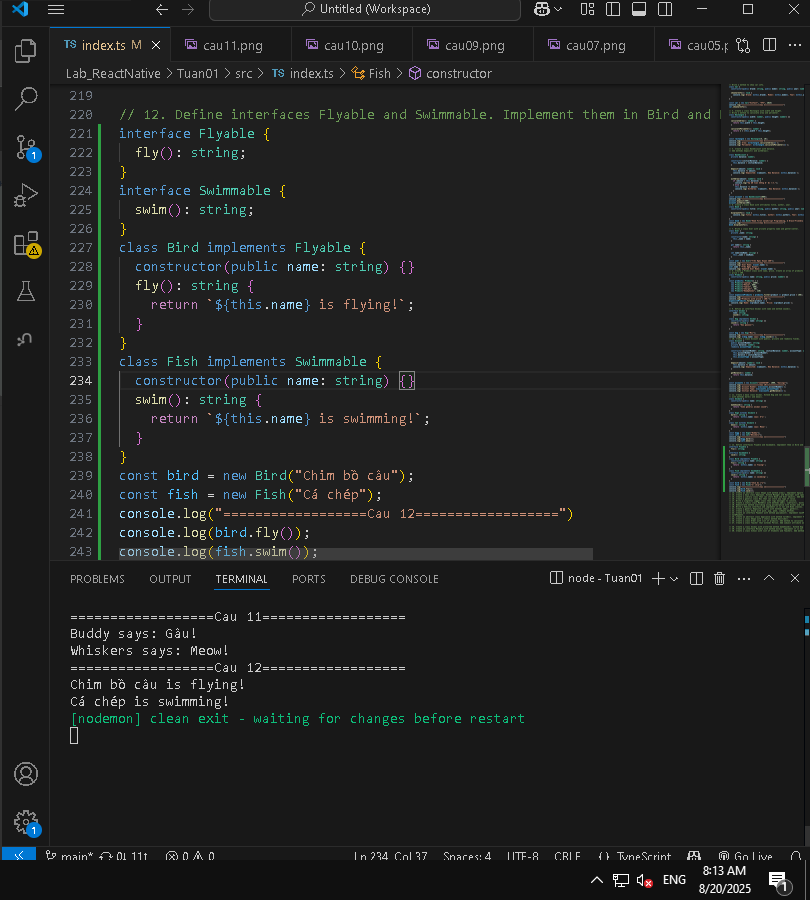 Untitled (Workspace)
TS index.ts M
cau11.png
cau10.png
cau09.png
cau07.png
cau05.p
Lab_ReactNative > Tuan01 > src > TS index.ts > Fish > constructor
219
220 // 12. Define interfaces Flyable and Swimmable. Implement them in Bird and
221 interface Flyable {
222 fly(): string;
223 }
224 interface Swimmable {
225 swim(): string;
226 }
227 class Bird implements Flyable {
228 constructor(public name: string) {}
229 fly(): string {
230 return `${this.name} is flying!`;
231 }
232 }
233 class Fish implements Swimmable {
234 constructor(public name: string) {}
235 swim(): string {
236 return `${this.name} is swimming!`;
237 }
238 }
239 const bird = new Bird("Chim bồ câu");
240 const fish = new Fish("Cá chép");
241 console.log("==================Cau 12==================")
242 console.log(bird.fly());
243 console.log(fish.swim());
PROBLEMS OUTPUT TERMINAL PORTS DEBUG CONSOLE node - Tuan01
==================Cau 11==================
Buddy says: Gâu!
Whiskers says: Meow!
==================Cau 12==================
Chim bồ câu is flying!
Cá chép is swimming!
[nodemon] clean exit - waiting for changes before restart
main* 0↓ 11↑ 0 0 Ln 234, Col 37 Spaces: 4 UTF-8 CRLF {} TypeScript Go Live
ENG
8:13 AM
8/20/2025
1